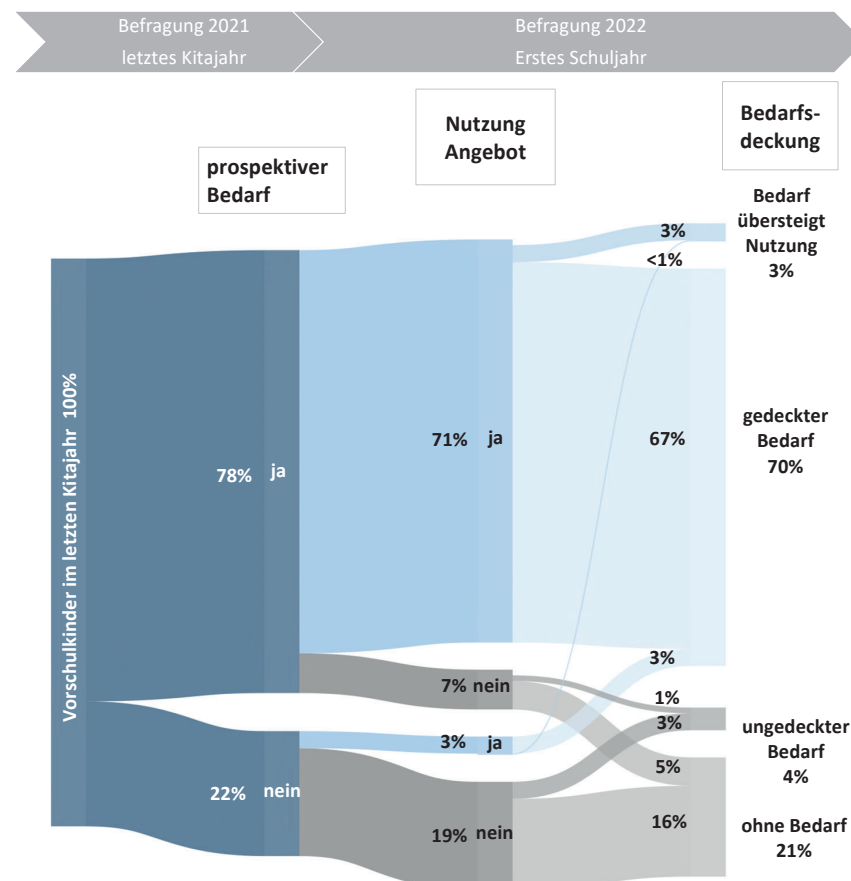 Befragung 2021
letztes Kitajahr
Befragung 2022
Erstes Schuljahr
prospektiver
Bedarf
Nutzung
Angebot
Bedarfs-
deckung
Vorschulkinder im letzten Kitajahr 100%
78% ja
22% nein
71% ja
7% nein
3% ja
19% nein
3%
<1%
67%
3%
1%
3%
5%
16%
Bedarf
übersteigt
Nutzung
3%
gedeckter
Bedarf
70%
ungedeckter
Bedarf
4%
ohne Bedarf
21%